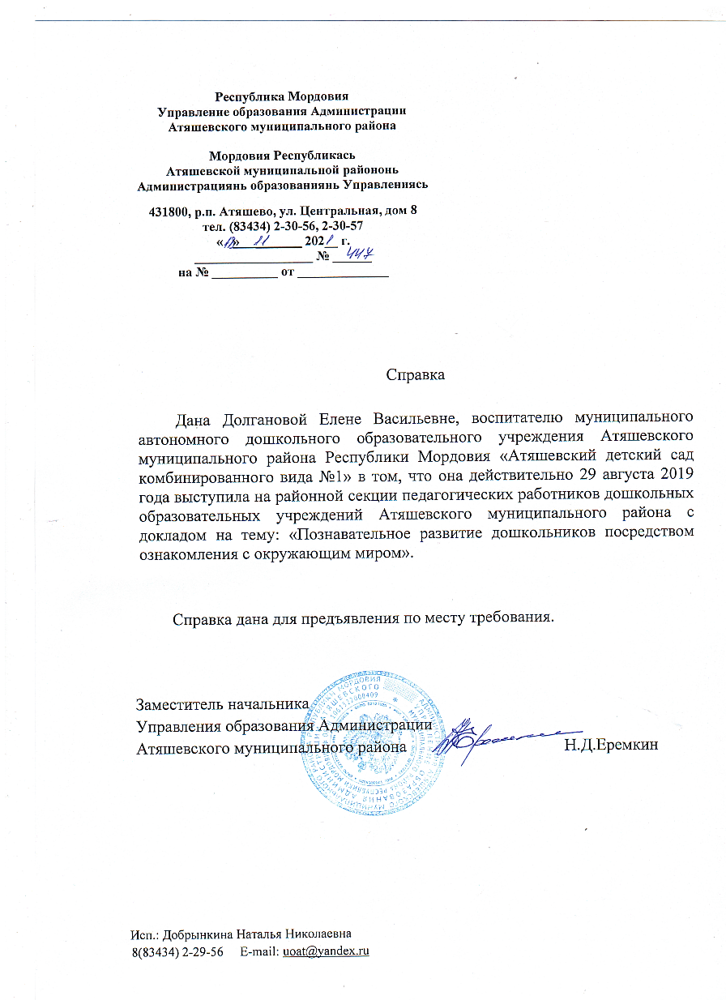 Республика Мордовия
Управление образования Администрации
Атяшевского муниципального района
Мордовия Республикась
Атяшевской муниципальной райононь
Администрациянь образованиянь Управлениясь
431800, р.п. Атяшево, ул. Центральная, дом 8
тел. (83434) 2-30-56, 2-30-57
« » 11 2021 г.
№ 447
на № ____________ от ______________
Справка
Дана Долгановой Елене Васильевне, воспитателю муниципального
автономного дошкольного образовательного учреждения Атяшевского
муниципального района Республики Мордовия «Атяшевский детский сад
комбинированного вида №1» в том, что она действительно 29 августа 2019
года выступила на районной секции педагогических работников дошкольных
образовательных учреждений Атяшевского муниципального района с
докладом на тему: «Познавательное развитие дошкольников посредством
ознакомления с окружающим миром».
Справка дана для предъявления по месту требования.
Заместитель начальника
Управления образования Администрации
Атяшевского муниципального района Н.Д.Еремкин
Исп.: Добрынкина Наталья Николаевна
8(83434) 2-29-56 E-mail: uoat@yandex.ru